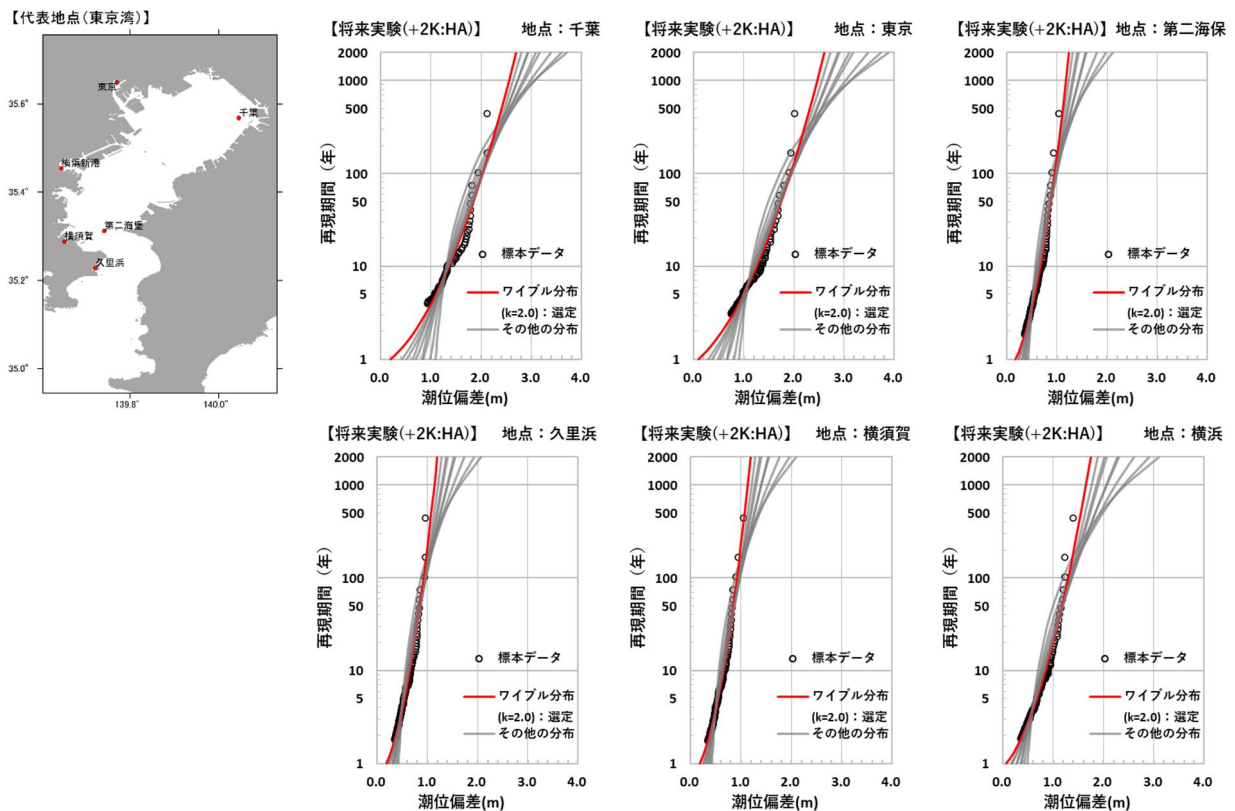 【代表地点(東京湾)】
35.6°
35.4°
35.2°
35.0°
139.8°
140.0°
東京
千葉
横浜新港
第二海堡
横須賀
久里浜
【将来実験(+2K:HA)】 地点：千葉
再現期間（年）
2000
1000
500
100
50
10
5
1
標本データ
ワイブル分布
(k=2.0)：選定
その他の分布
0.0 1.0 2.0 3.0 4.0
潮位偏差(m)
【将来実験(+2K:HA)】 地点：東京
再現期間（年）
2000
1000
500
100
50
10
5
1
標本データ
ワイブル分布
(k=2.0)：選定
その他の分布
0.0 1.0 2.0 3.0 4.0
潮位偏差(m)
【将来実験(+2K:HA)】 地点：第二海保
再現期間（年）
2000
1000
500
100
50
10
5
1
標本データ
ワイブル分布
(k=2.0)：選定
その他の分布
0.0 1.0 2.0 3.0 4.0
潮位偏差(m)
【将来実験(+2K:HA)】 地点：久里浜
再現期間（年）
2000
1000
500
100
50
10
5
1
標本データ
ワイブル分布
(k=2.0)：選定
その他の分布
0.0 1.0 2.0 3.0 4.0
潮位偏差(m)
【将来実験(+2K:HA)】 地点：横須賀
再現期間（年）
2000
1000
500
100
50
10
5
1
標本データ
ワイブル分布
(k=2.0)：選定
その他の分布
0.0 1.0 2.0 3.0 4.0
潮位偏差(m)
【将来実験(+2K:HA)】 地点：横浜
再現期間（年）
2000
1000
500
100
50
10
5
1
標本データ
ワイブル分布
(k=2.0)：選定
その他の分布
0.0 1.0 2.0 3.0 4.0
潮位偏差(m)